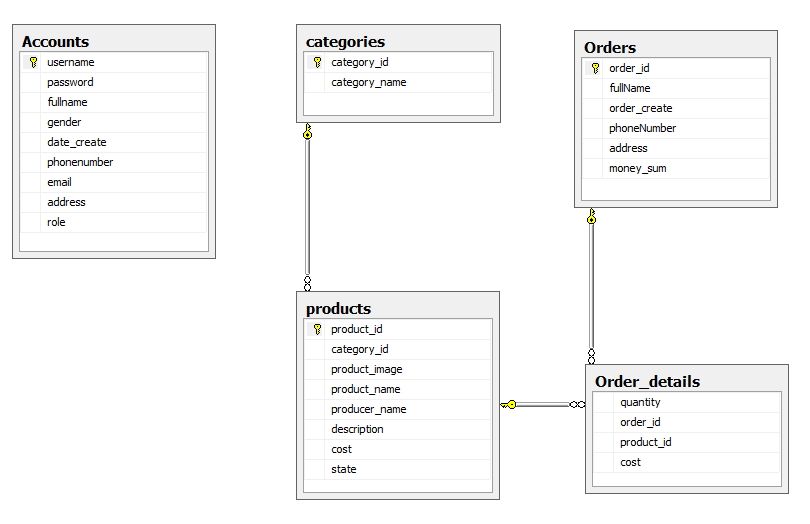 Accounts
username
password
fullname
gender
date_create
phonenumber
email
address
role
categories
category_id
category_name
Orders
order_id
fullName
order_create
phoneNumber
address
money_sum
products
product_id
category_id
product_image
product_name
producer_name
description
cost
state
Order_details
quantity
order_id
product_id
cost